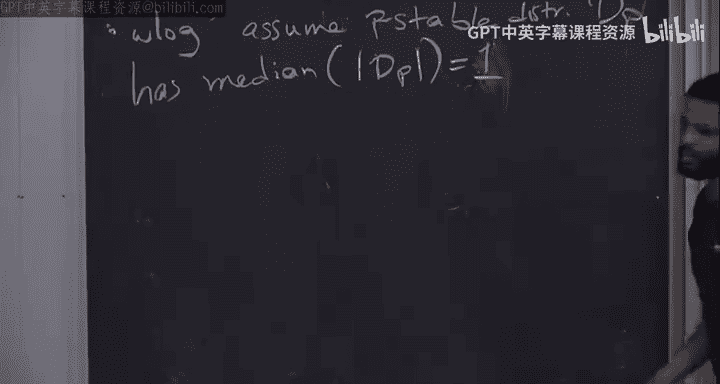 GPT中英字幕课程资源@bilibili.com
wlog assume p-stable distr. Dp
GPT中英字幕课程资源 bilibili
has median(|Dp|) = 1